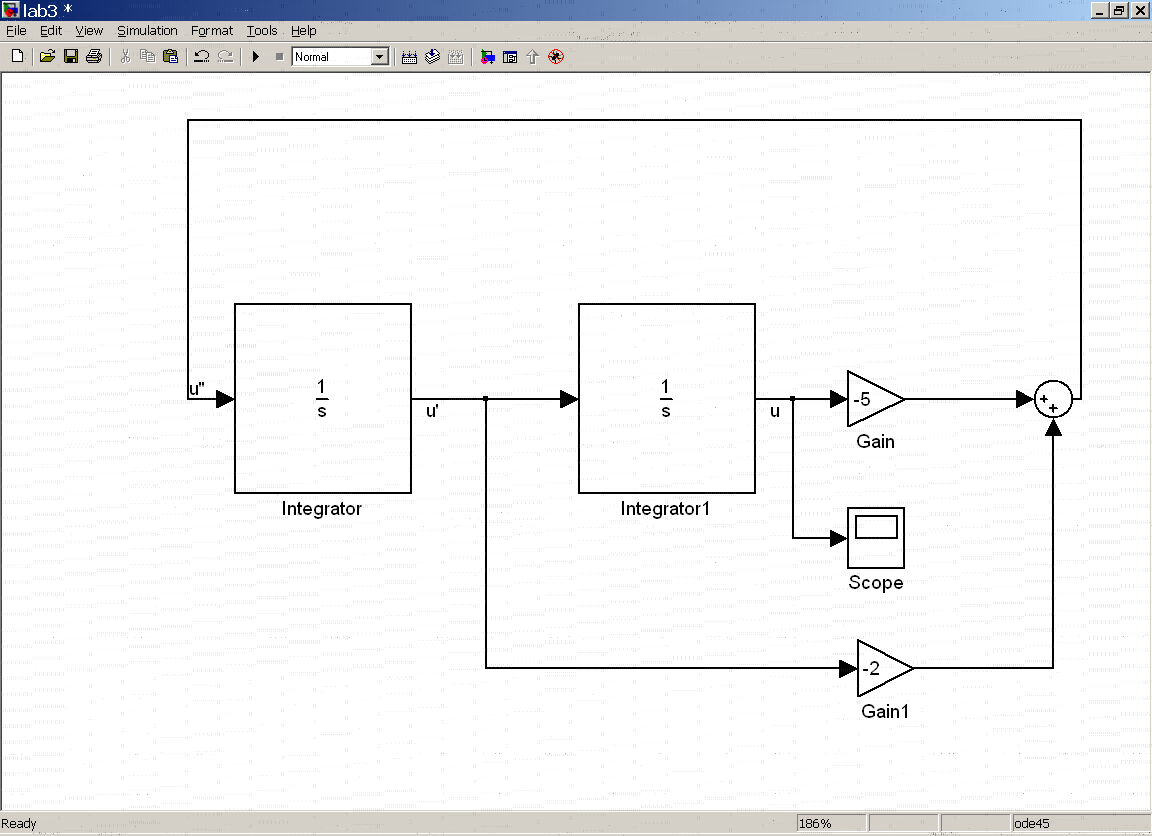 lab3 *
File Edit View Simulation Format Tools Help
Normal
u''
1
s
Integrator
u'
1
s
Integrator1
u
-5
Gain
+
+
Scope
-2
Gain1
Ready 186% ode45